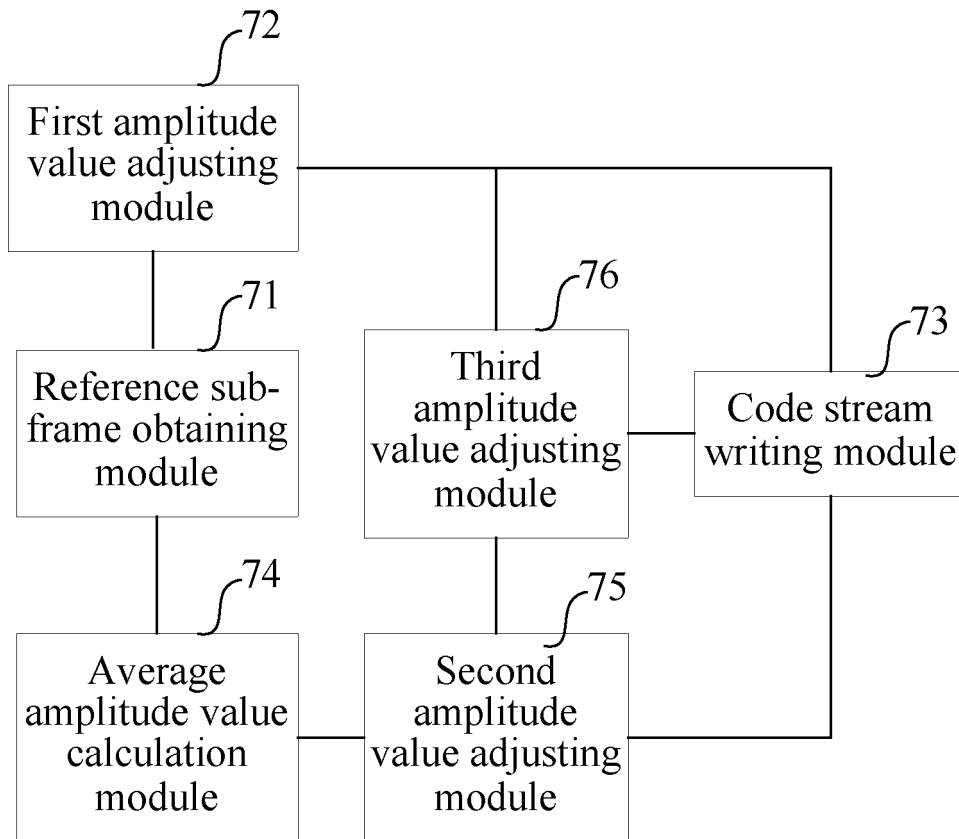 72
First amplitude
value adjusting
module
71
Reference sub-
frame obtaining
module
76
Third
amplitude
value adjusting
module
73
Code stream
writing module
74
Average
amplitude value
calculation
module
75
Second
amplitude
value adjusting
module